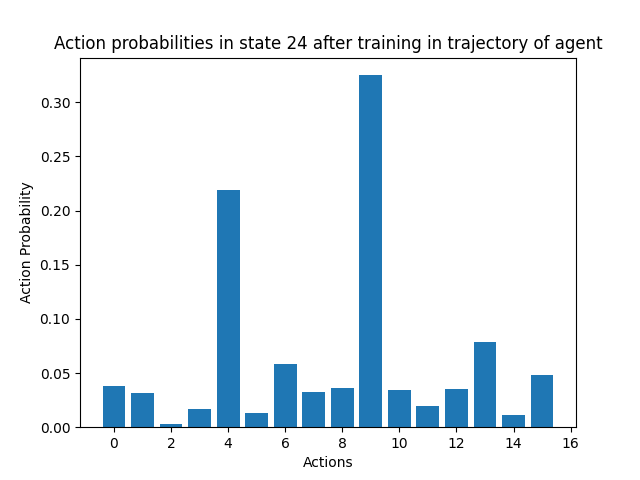 Action probabilities in state 24 after training in trajectory of agent
0.30
0.25
0.20
0.15
0.10
0.05
0.00
Action Probability
0 2 4 6 8 10 12 14 16
Actions